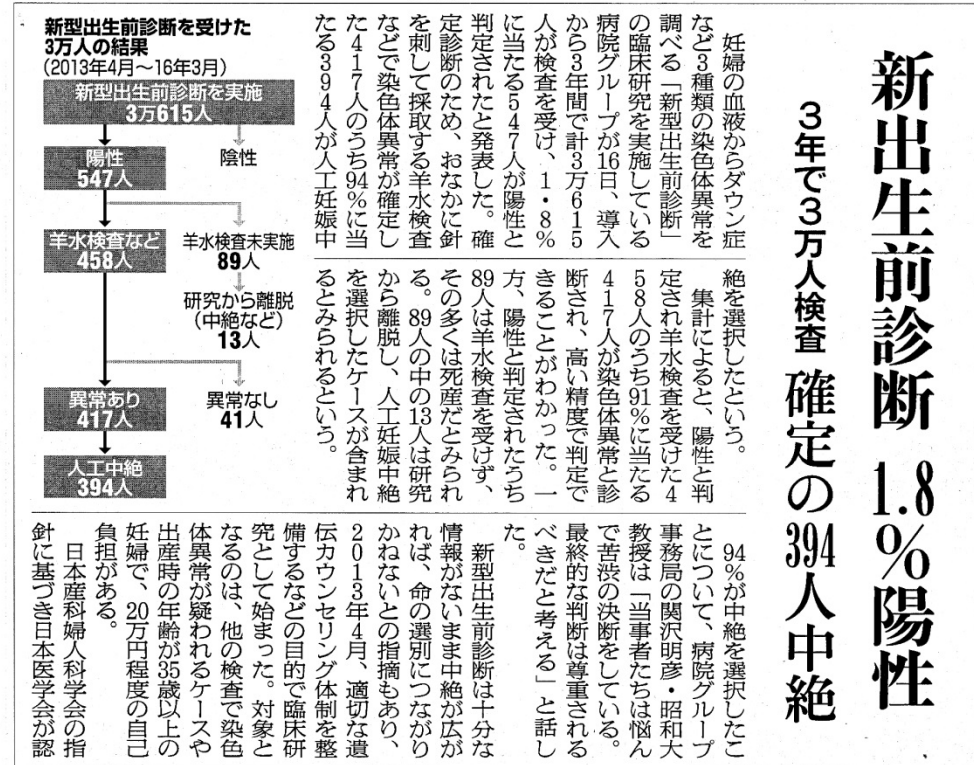 新出生前診断 1.8%陽性
3年で3万人検査 確定の394人中絶
妊婦の血液からダウン症
など3種類の染色体異常を
調べる「新型出生前診断」
の臨床研究を実施している
病院グループが16日、導入
から3年間で計3万615
人が検査を受け、1・8%
に当たる547人が陽性と
判定されたと発表した。確
定診断のため、おなかに針
を刺して採取する羊水検査
などで染色体異常が確定し
た417人のうち94%に当
たる394人が人工妊娠中
絶を選択したという。
集計によると、陽性と判
定され羊水検査を受けた4
58人のうち91%に当たる
417人が染色体異常と診
断され、高い精度で判定で
きることがわかった。一
方、陽性と判定されたうち
89人は羊水検査を受けず、
その多くは死産だとみられ
る。89人の中の13人は研究
から離脱し、人工妊娠中絶
を選択したケースが含まれ
るとみられるという。
94%が中絶を選択したこ
とについて、病院グループ
事務局の関沢明彦・昭和大
教授は「当事者たちは悩ん
で苦渋の決断をしている。
最終的な判断は尊重される
べきだと考える」と話し
た。
新型出生前診断は十分な
情報がないまま中絶が広が
れば、命の選別につながり
かねないとの指摘もあり、
2013年4月、適切な遺
伝カウンセリング体制を整
備するなどの目的で臨床研
究として始まった。対象と
なるのは、他の検査で染色
体異常が疑われるケースや
出産時の年齢が35歳以上の
妊婦で、20万円程度の自己
負担がある。
日本産科婦人科学会の指
針に基づき日本医学会が認
新型出生前診断を受けた
3万人の結果
(2013年4月〜16年3月)
新型出生前診断を実施
3万615人
陽性
547人
陰性
羊水検査など
458人
羊水検査未実施
89人
研究から離脱
(中絶など)
13人
異常あり
417人
異常なし
41人
人工中絶
394人